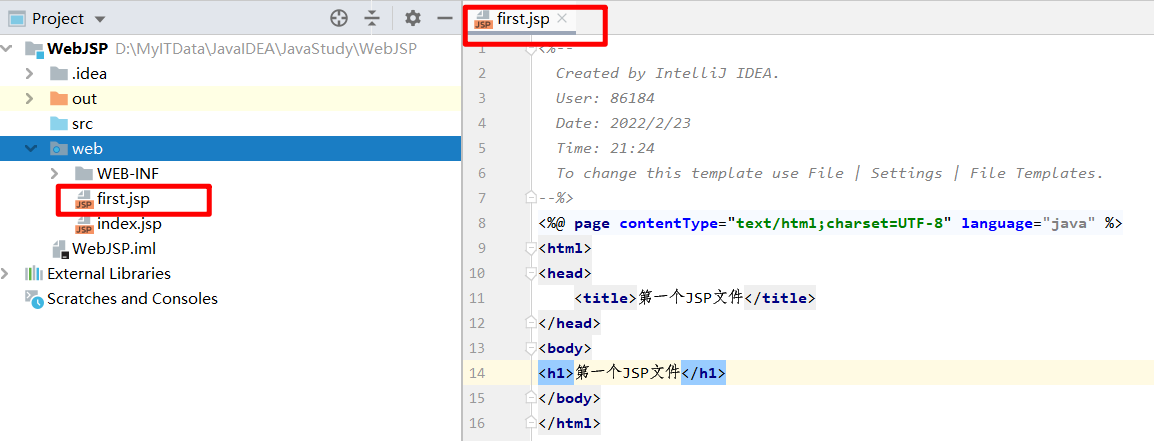 Project
WebJSP D:\MyITData\JavaIDEA\JavaStudy\WebJSP
.idea
out
src
web
WEB-INF
JSP first.jsp
JSP index.jsp
WebJSP.iml
External Libraries
Scratches and Consoles
JSP first.jsp
1 <%--
2 Created by IntelliJ IDEA.
3 User: 86184
4 Date: 2022/2/23
5 Time: 21:24
6 To change this template use File | Settings | File Templates.
7 --%>
8 <%@ page contentType="text/html;charset=UTF-8" language="java" %>
9 <html>
10 <head>
11 <title>第一个JSP文件</title>
12 </head>
13 <body>
14 <h1>第一个JSP文件</h1>
15 </body>
16 </html>